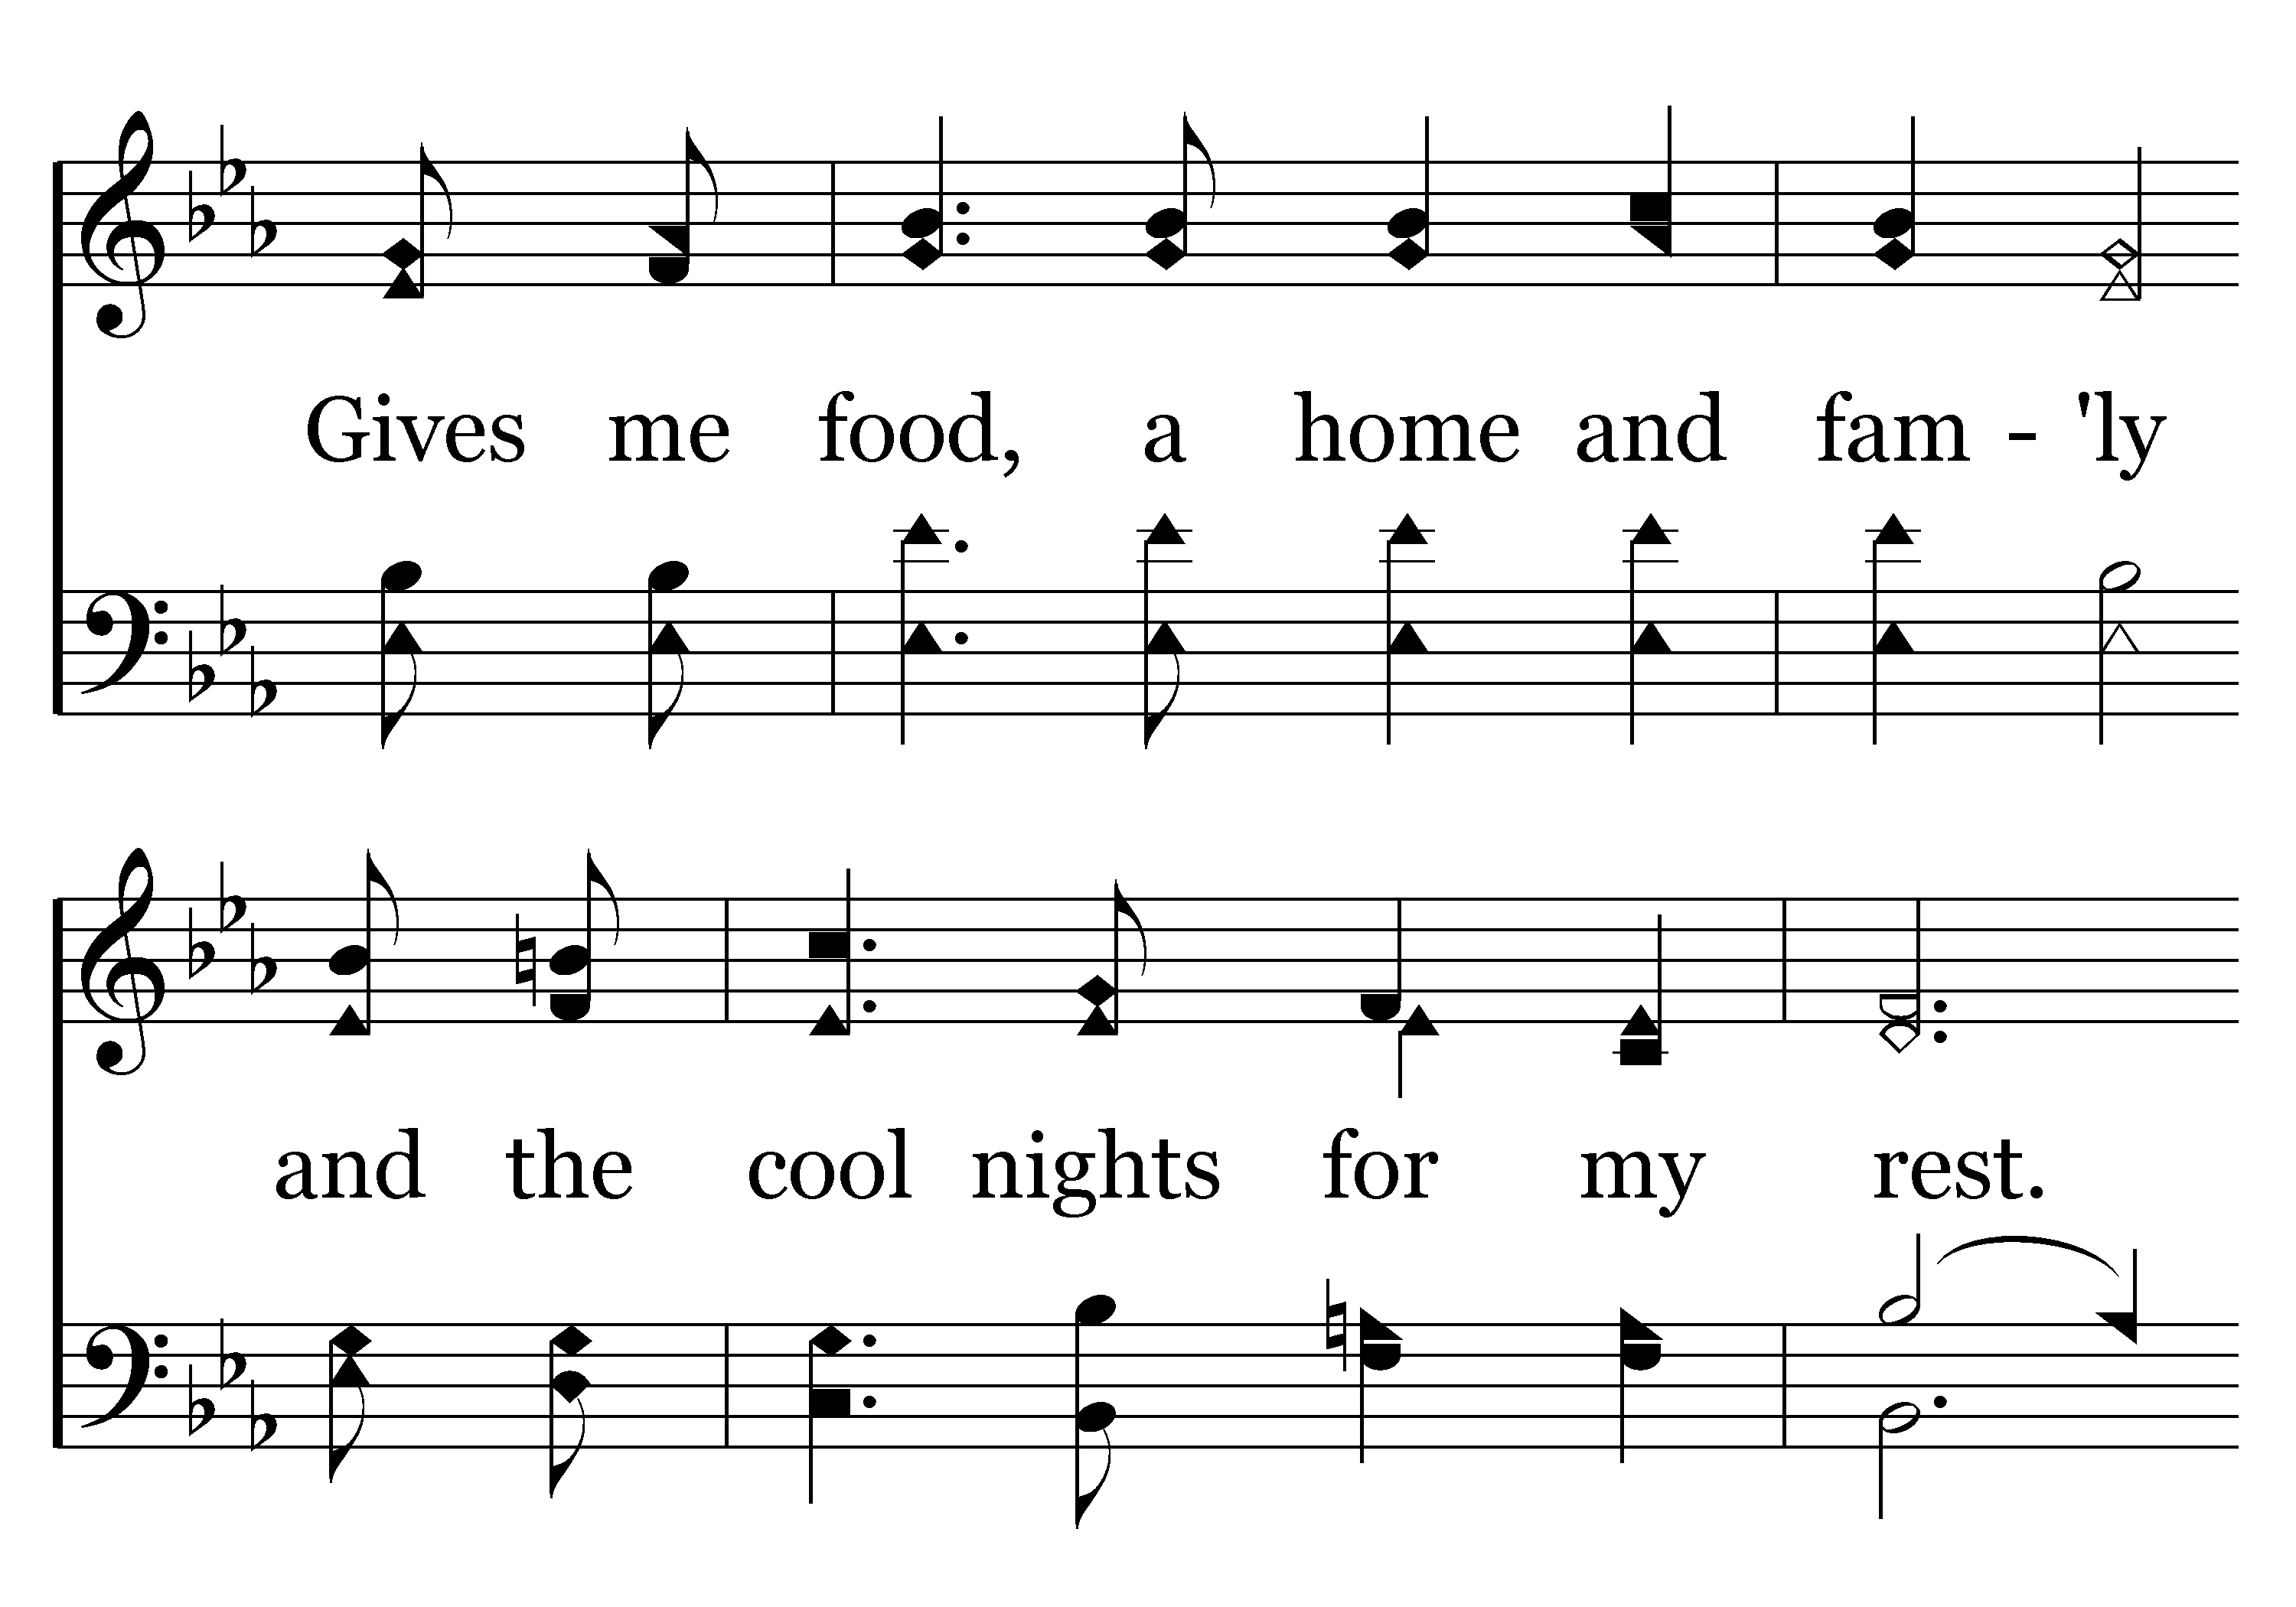 Gives me food, a home and fam - 'ly
and the cool nights for my rest.